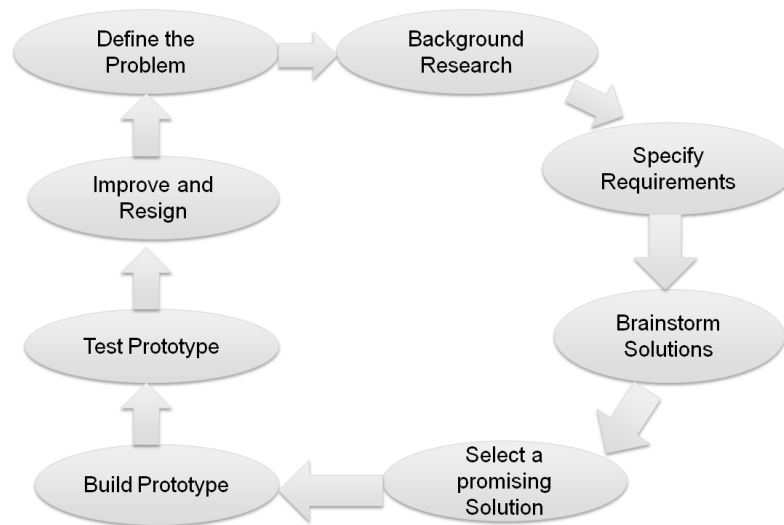 Define the
Problem
Background
Research
Specify
Requirements
Brainstorm
Solutions
Select a
promising
Solution
Build Prototype
Test Prototype
Improve and
Resign